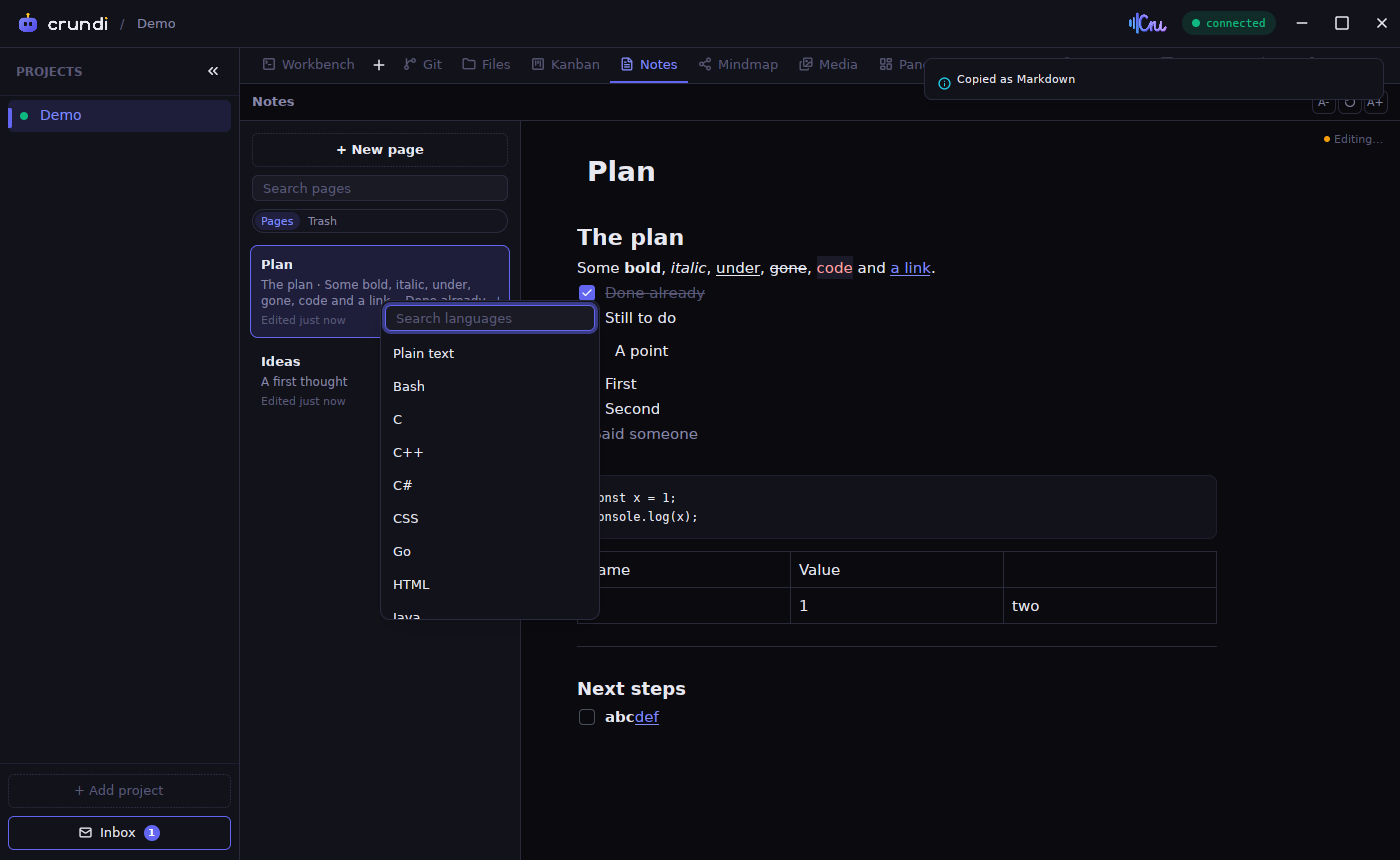 crundi / Demo
Cru
connected
PROJECTS
Workbench
Git
Files
Kanban
Notes
Mindmap
Media
Copied as Markdown
Demo
Notes
A-
A+
+ New page
Editing...
Search pages
Plan
Pages
Trash
Plan
The plan · Some bold, italic, under,
gone, code and a link
Edited just now
Ideas
A first thought
Edited just now
Search languages
Plain text
Bash
C
C++
C#
CSS
Go
HTML
Java
The plan
Some bold, italic, under, gone, code and a link.
Done already
Still to do
A point
First
Second
said someone
const x = 1;
console.log(x);
Value
1
two
Next steps
abcdef
+ Add project
Inbox 1